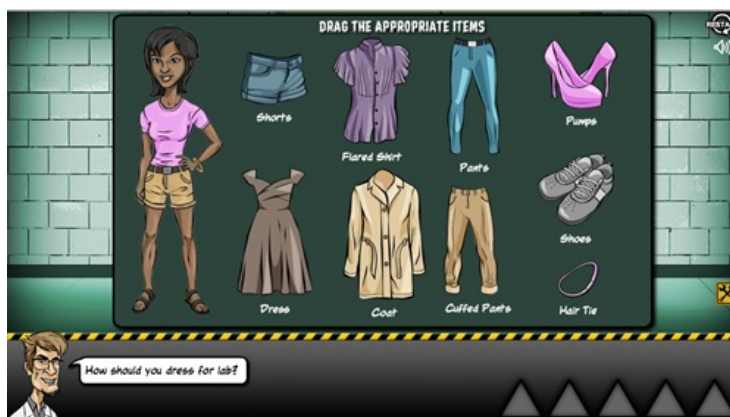 DRAG THE APPROPRIATE ITEMS
Shorts
Flared Shirt
Pants
Pumps
Shoes
Dress
Coat
Cuffed Pants
Hair Tie
How should you dress for lab?